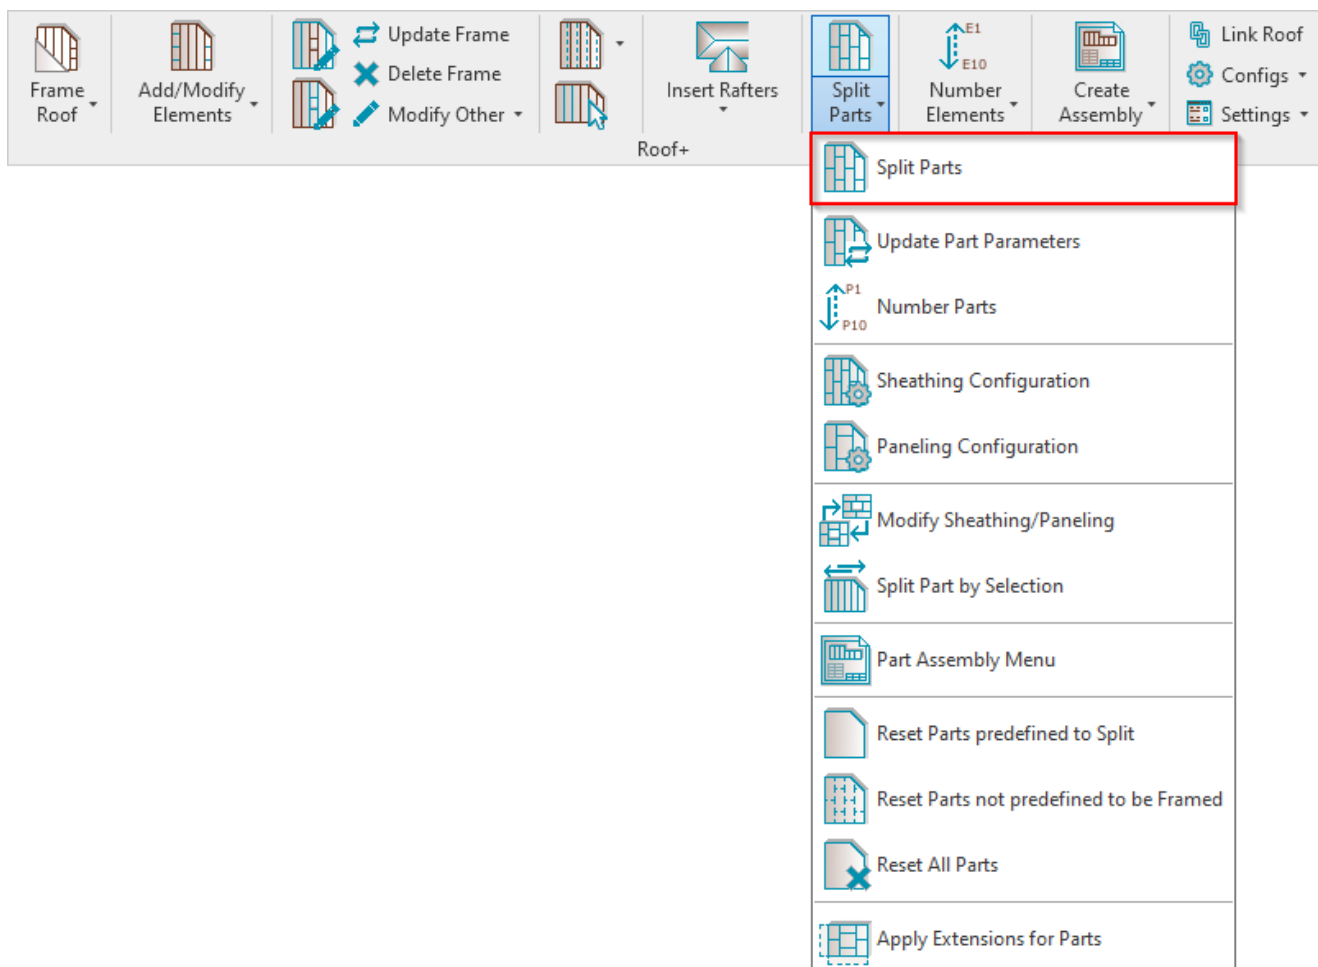 Frame
Roof
Add/Modify
Elements
Update Frame
Delete Frame
Modify Other
Insert Rafters
Split
Parts
E1
E10
Number
Elements
Create
Assembly
Link Roof
Configs
Settings
Roof+
Split Parts
Update Part Parameters
P1
P10
Number Parts
Sheathing Configuration
Paneling Configuration
Modify Sheathing/Paneling
Split Part by Selection
Part Assembly Menu
Reset Parts predefined to Split
Reset Parts not predefined to be Framed
Reset All Parts
Apply Extensions for Parts